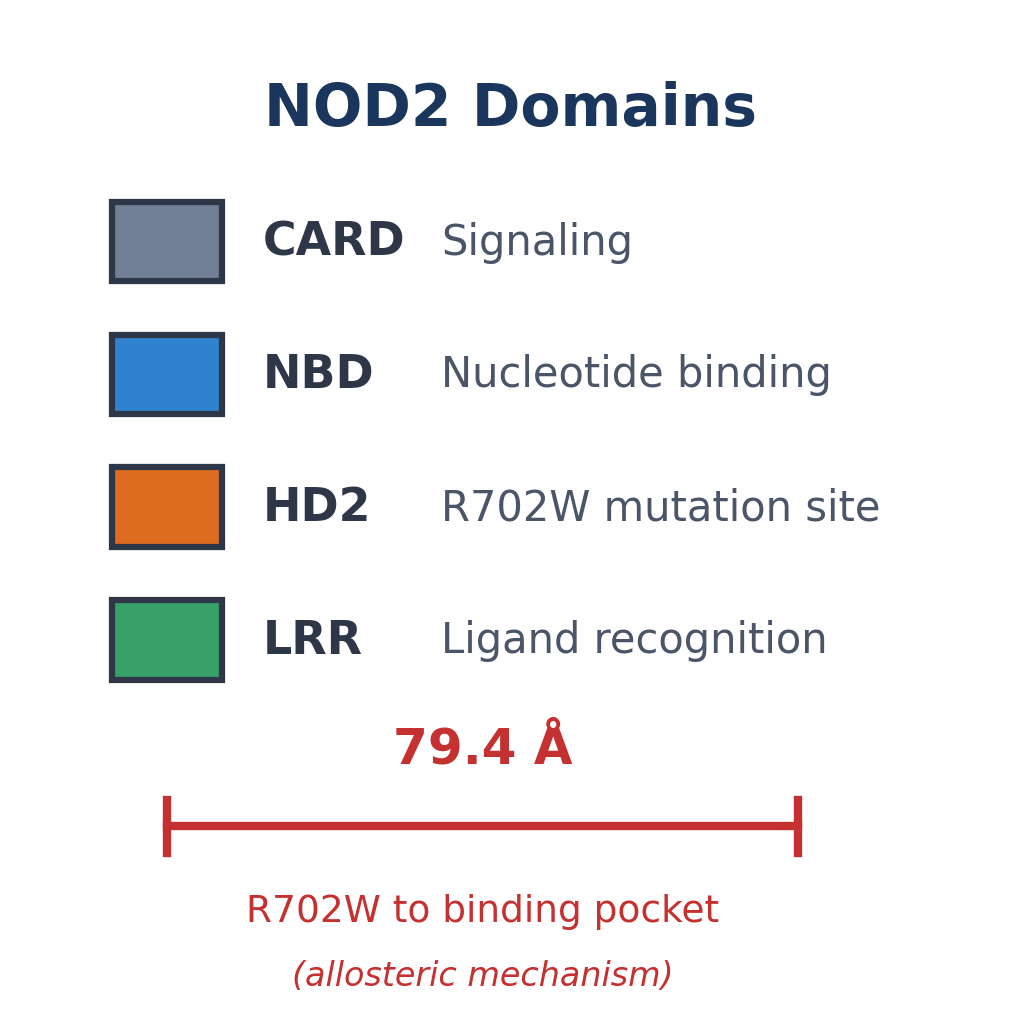 NOD2 Domains
CARD Signaling
NBD Nucleotide binding
HD2 R702W mutation site
LRR Ligand recognition
79.4 Å
R702W to binding pocket
(allosteric mechanism)